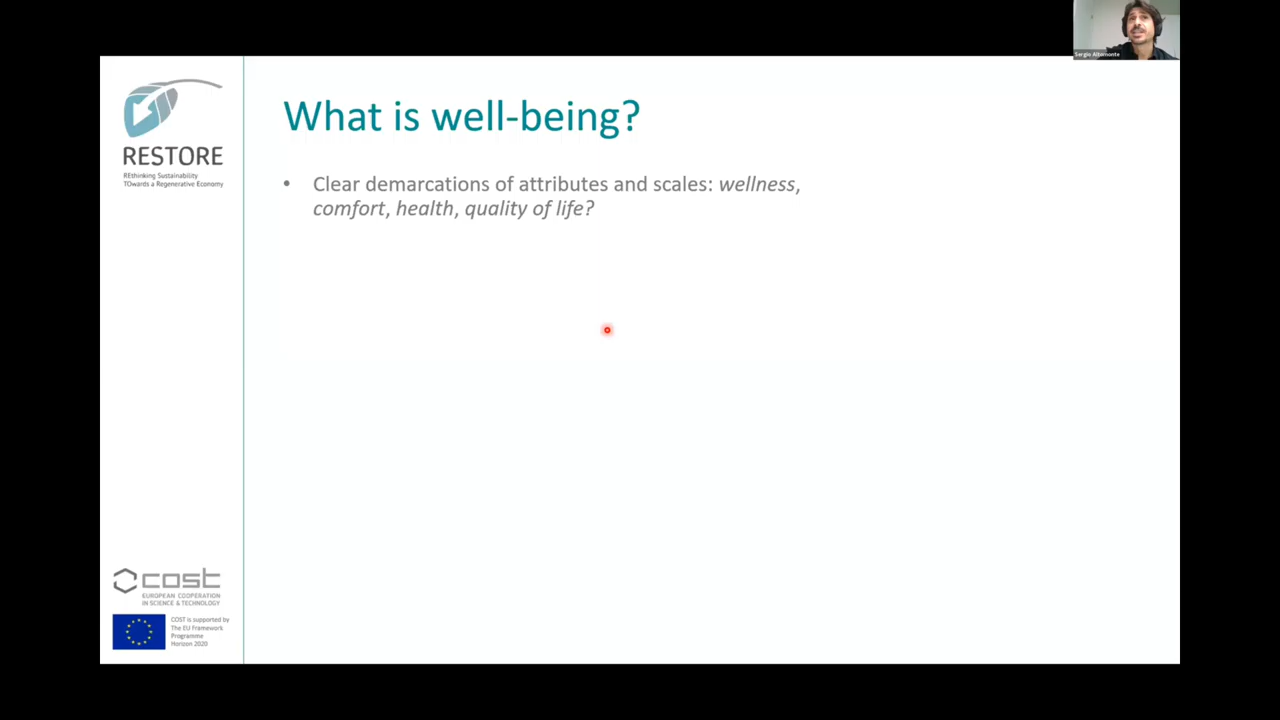 Sergio Altomonte
What is well-being?
• Clear demarcations of attributes and scales: wellness,
comfort, health, quality of life?
RESTORE
REthinking Sustainability
TOwards a Regenerative Economy
cost
EUROPEAN COOPERATION
IN SCIENCE & TECHNOLOGY
COST is supported by
The EU Framework
Programme
Horizon 2020